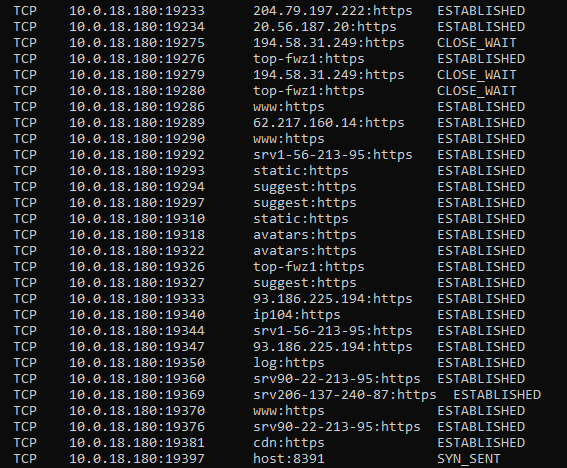 TCP    10.0.18.180:19233      204.79.197.222:https    ESTABLISHED
TCP    10.0.18.180:19234      20.56.187.20:https      ESTABLISHED
TCP    10.0.18.180:19275      194.58.31.249:https     CLOSE_WAIT
TCP    10.0.18.180:19276      top-fwz1:https          ESTABLISHED
TCP    10.0.18.180:19279      194.58.31.249:https     CLOSE_WAIT
TCP    10.0.18.180:19280      top-fwz1:https          CLOSE_WAIT
TCP    10.0.18.180:19286      www:https               ESTABLISHED
TCP    10.0.18.180:19289      62.217.160.14:https     ESTABLISHED
TCP    10.0.18.180:19290      www:https               ESTABLISHED
TCP    10.0.18.180:19292      srv1-56-213-95:https    ESTABLISHED
TCP    10.0.18.180:19293      static:https            ESTABLISHED
TCP    10.0.18.180:19294      suggest:https           ESTABLISHED
TCP    10.0.18.180:19297      suggest:https           ESTABLISHED
TCP    10.0.18.180:19310      static:https            ESTABLISHED
TCP    10.0.18.180:19318      avatars:https           ESTABLISHED
TCP    10.0.18.180:19322      avatars:https           ESTABLISHED
TCP    10.0.18.180:19326      top-fwz1:https          ESTABLISHED
TCP    10.0.18.180:19327      suggest:https           ESTABLISHED
TCP    10.0.18.180:19333      93.186.225.194:https    ESTABLISHED
TCP    10.0.18.180:19340      ip104:https             ESTABLISHED
TCP    10.0.18.180:19344      srv1-56-213-95:https    ESTABLISHED
TCP    10.0.18.180:19347      93.186.225.194:https    ESTABLISHED
TCP    10.0.18.180:19350      log:https               ESTABLISHED
TCP    10.0.18.180:19360      srv90-22-213-95:https   ESTABLISHED
TCP    10.0.18.180:19369      srv206-137-240-87:https  ESTABLISHED
TCP    10.0.18.180:19370      www:https               ESTABLISHED
TCP    10.0.18.180:19376      srv90-22-213-95:https   ESTABLISHED
TCP    10.0.18.180:19381      cdn:https               ESTABLISHED
TCP    10.0.18.180:19397      host:8391               SYN_SENT